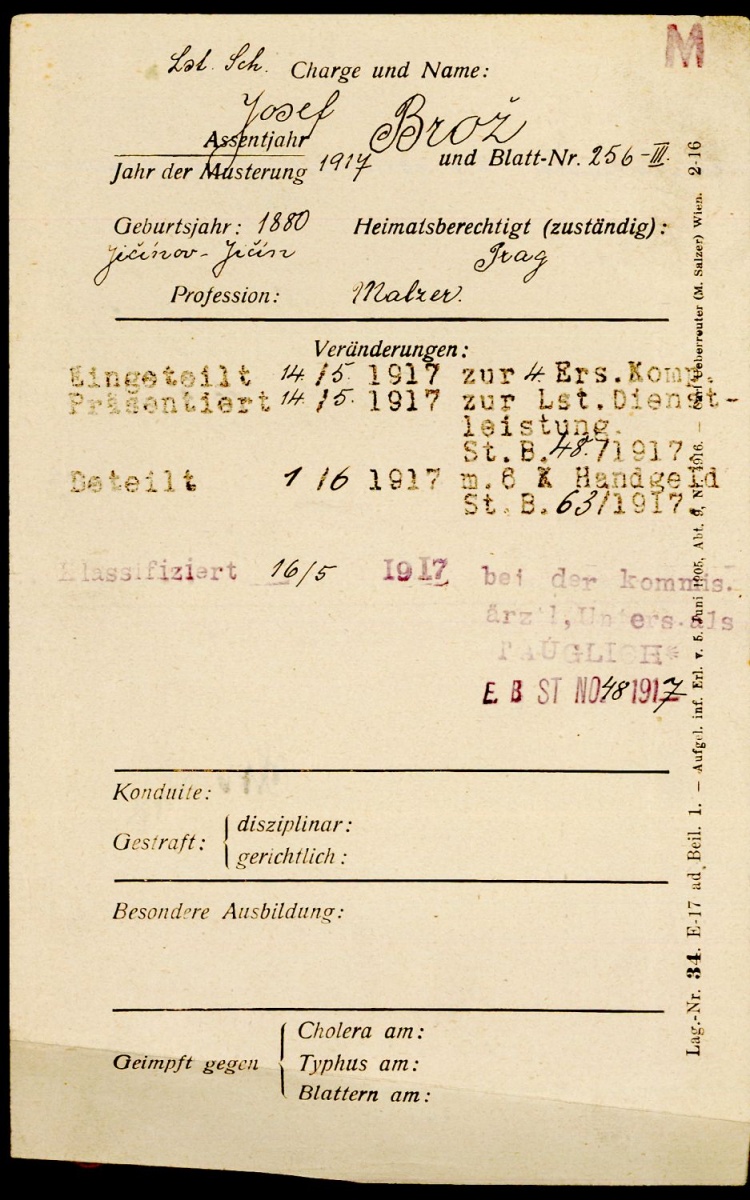 M
Lst. Sch. Charge und Name:
Josef Brož
Assentjahr
Jahr der Musterung 1917 und Blatt-Nr. 256-III.
Geburtsjahr: 1880 Heimatsberechtigt (zuständig):
Jičínov-Jičín Prag
Profession: Malzer.
Veränderungen:
Eingeteilt 14./5. 1917 zur 4. Ers.Komp.
Präsentiert 14./5. 1917 zur Lst.Dienst-
leistung.
St.B.48./1917.
Beteilt 1/6 1917 m.6 K Handgeld
St.B.63/1917.
Klassifiziert 16/5 1917 bei der kommis.
ärztl,Unters.als
TAUGLICH*
E. B ST NO 48 1917
Konduite:
Gestraft: disziplinar:
gerichtlich:
Besondere Ausbildung:
Geimpft gegen
Cholera am:
Typhus am:
Blattern am:
Lag.-Nr. 34. E-17 ad Beil. 1. — Aufgel. inf. Erl. v. 5. Juni 1905, Abt. 9, Nr. 1916. — Ueberreuter (M. Salzer) Wien. 2-16